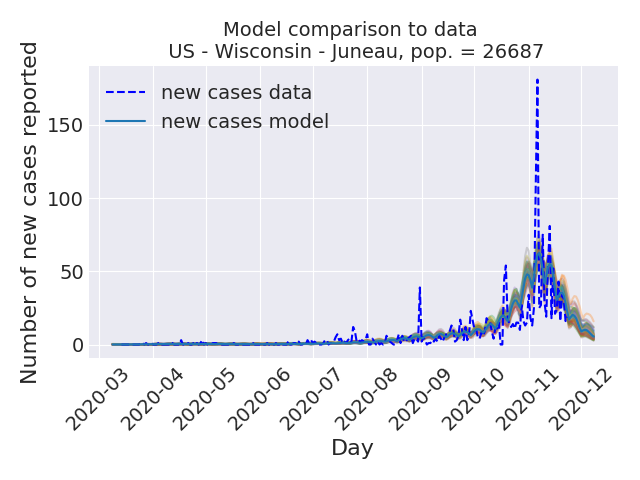 Model comparison to data
US - Wisconsin - Juneau, pop. = 26687
new cases data
new cases model
Number of new cases reported
150
100
50
0
2020-03
2020-04
2020-05
2020-06
2020-07
2020-08
2020-09
2020-10
2020-11
2020-12
Day